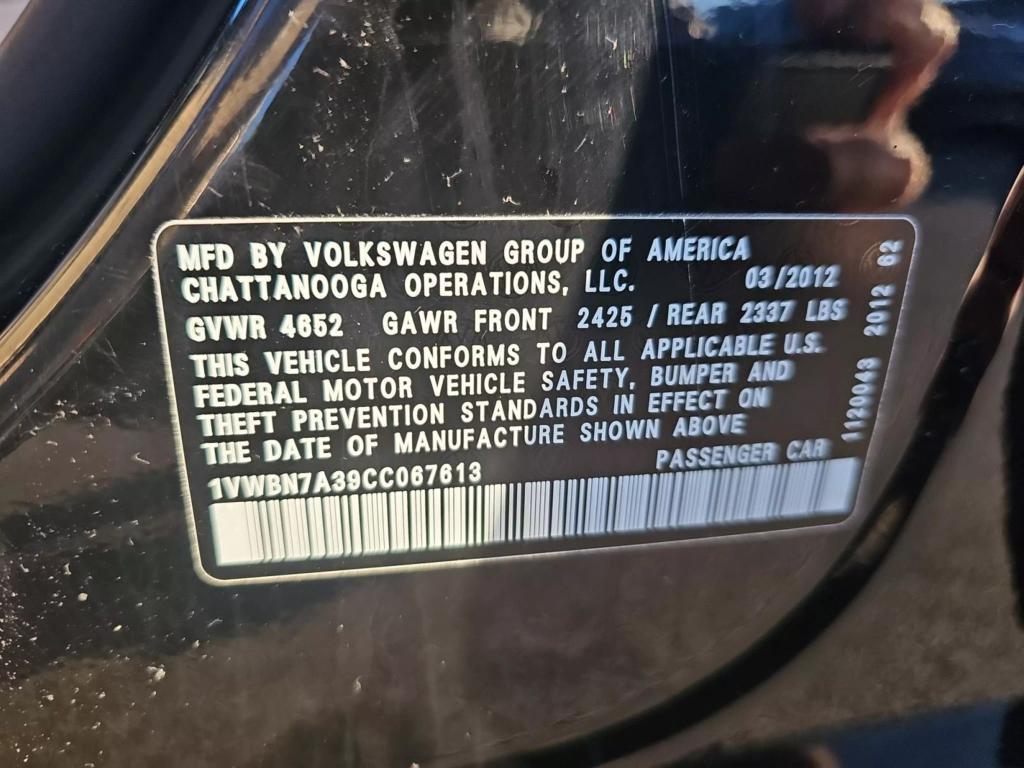 MFD BY VOLKSWAGEN GROUP OF AMERICA
CHATTANOOGA OPERATIONS, LLC. 03/2012
GVWR 4652 GAWR FRONT 2425 / REAR 2337 LBS
THIS VEHICLE CONFORMS TO ALL APPLICABLE U.S.
FEDERAL MOTOR VEHICLE SAFETY, BUMPER AND
THEFT PREVENTION STANDARDS IN EFFECT ON
THE DATE OF MANUFACTURE SHOWN ABOVE
1VWBN7A39CC067613 PASSENGER CAR
1120043 2012 62